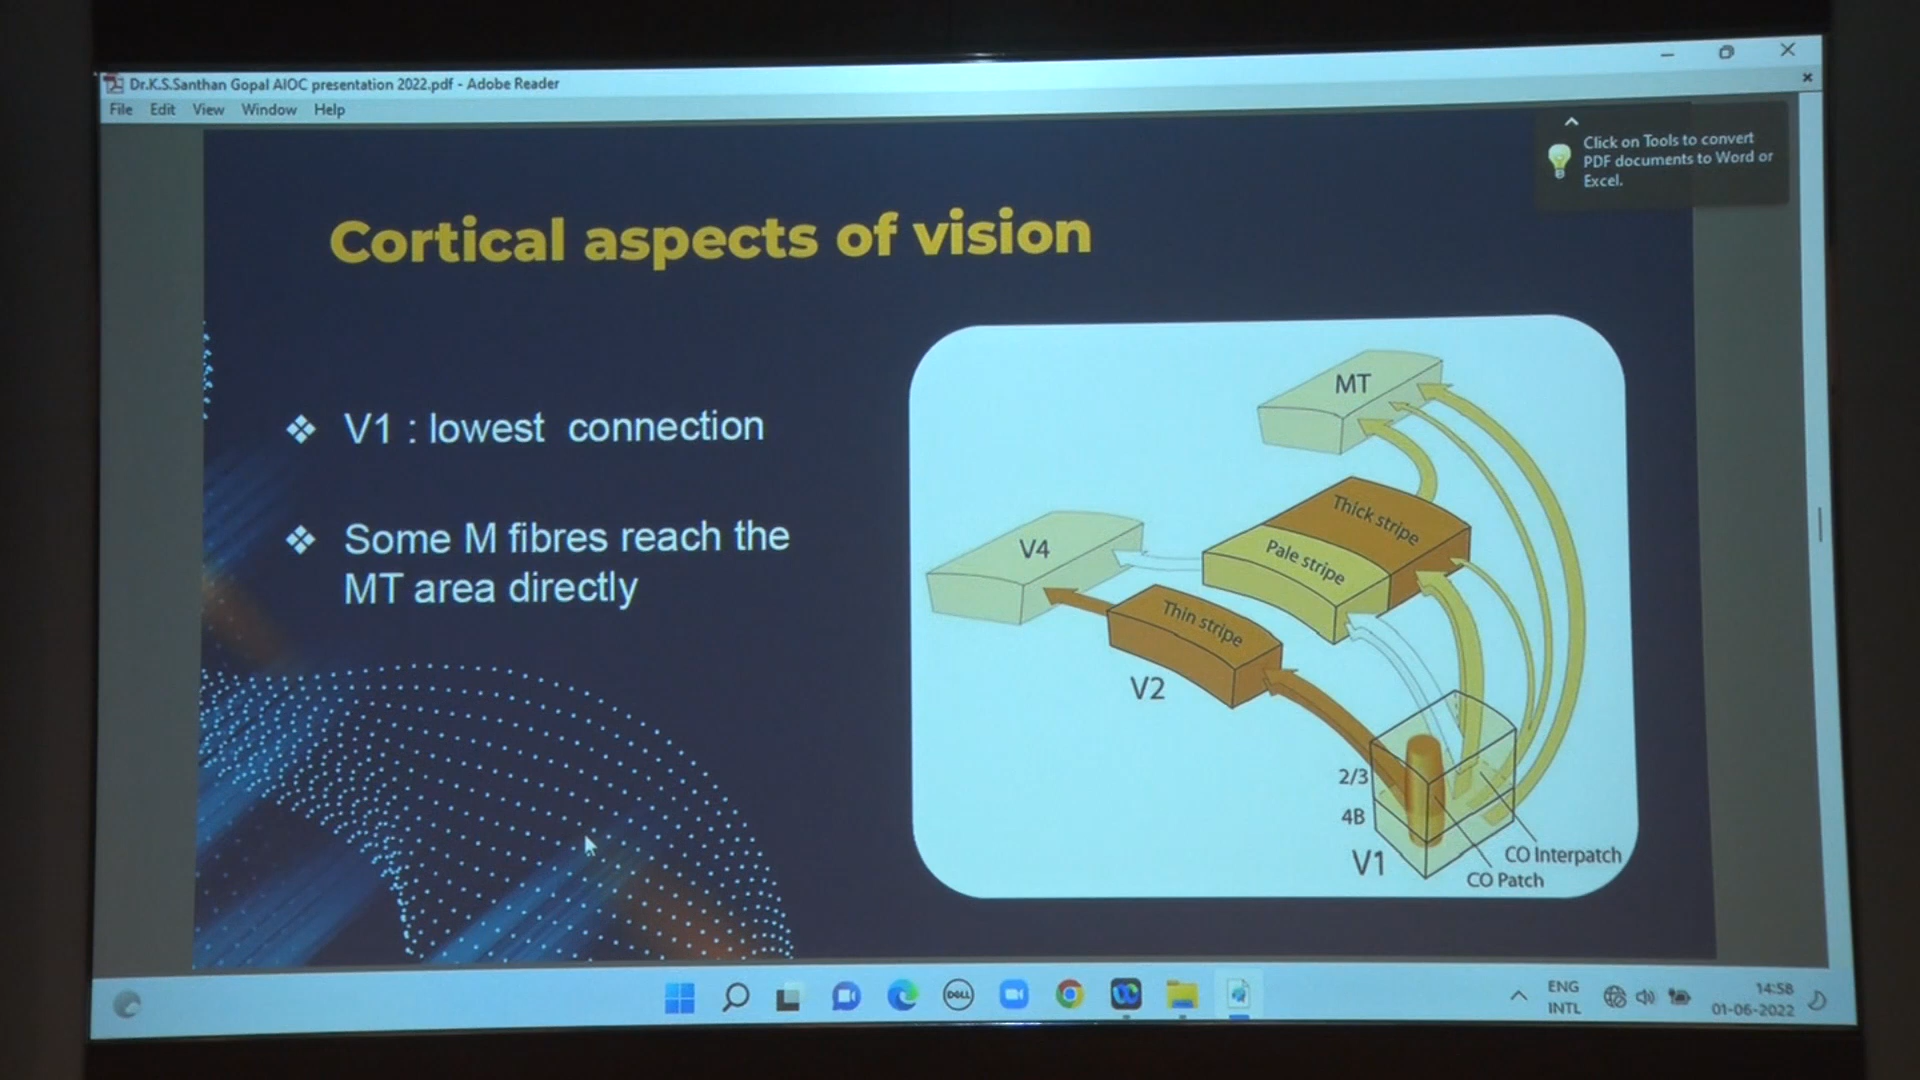 Dr.K.S.Santhan Gopal AIOC presentation 2022.pdf - Adobe Reader
File Edit View Window Help
Click on Tools to convert
PDF documents to Word or
Excel.
Cortical aspects of vision
❖ V1 : lowest connection
❖ Some M fibres reach the
MT area directly
MT
Thick stripe
Pale stripe
V4
Thin stripe
V2
2/3
4B
V1
CO Interpatch
CO Patch
DELL
ENG
INTL
14:58
01-06-2022